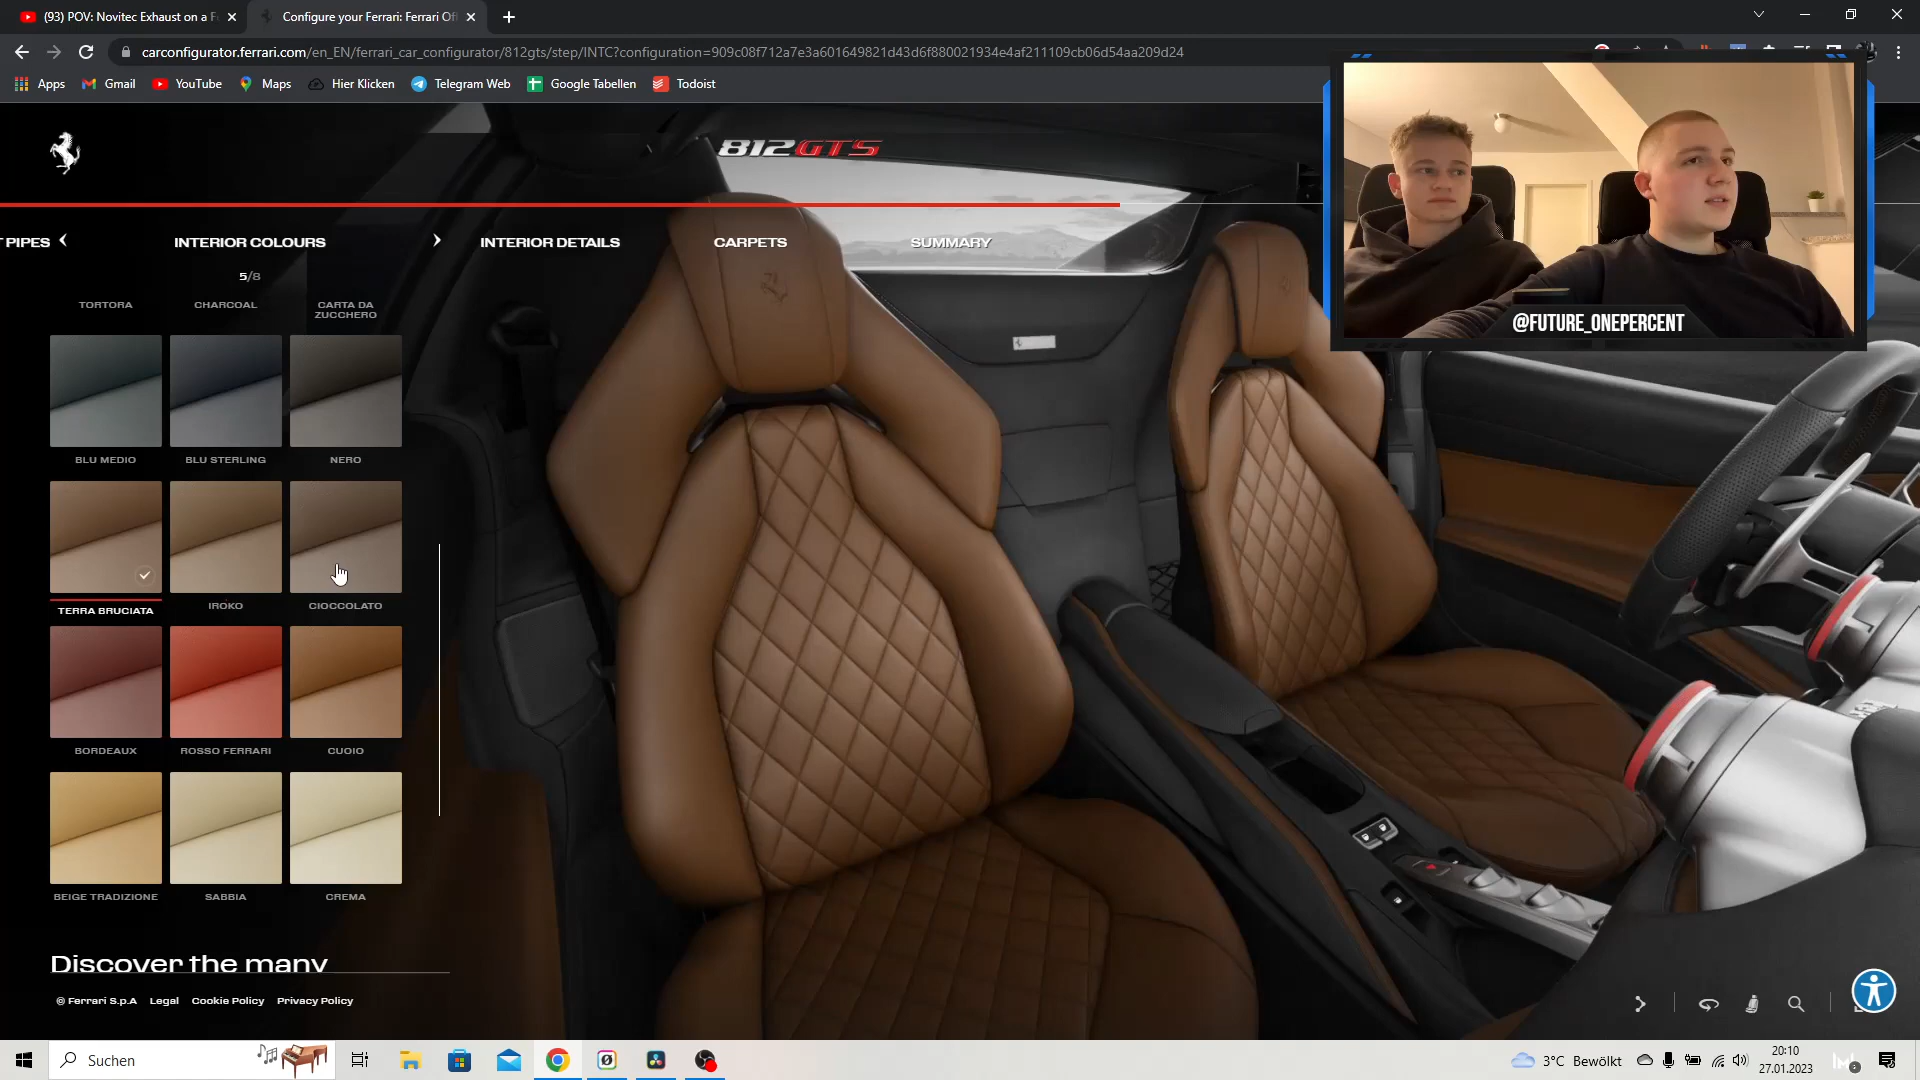 (93) POV: Novitec Exhaust on a F
Configure your Ferrari: Ferrari Of
carconfigurator.ferrari.com/en_EN/ferrari_car_configurator/812gts/step/INTC?configuration=909c08f712a7e3a601649821d43d6f880021934e4af211109cb06d54aa209d24
Apps Gmail YouTube Maps Hier Klicken Telegram Web Google Tabellen Todoist
812GTS
T PIPES INTERIOR COLOURS INTERIOR DETAILS CARPETS SUMMARY
5/8
TORTORA CHARCOAL CARTA DA ZUCCHERO
BLU MEDIO BLU STERLING NERO
TERRA BRUCIATA IROKO CIOCCOLATO
BORDEAUX ROSSO FERRARI CUOIO
BEIGE TRADIZIONE SABBIA CREMA
@FUTURE_ONEPERCENT
Discover the many
© Ferrari S.p.A Legal Cookie Policy Privacy Policy
Suchen
3°C Bewölkt
20:10
27.01.2023